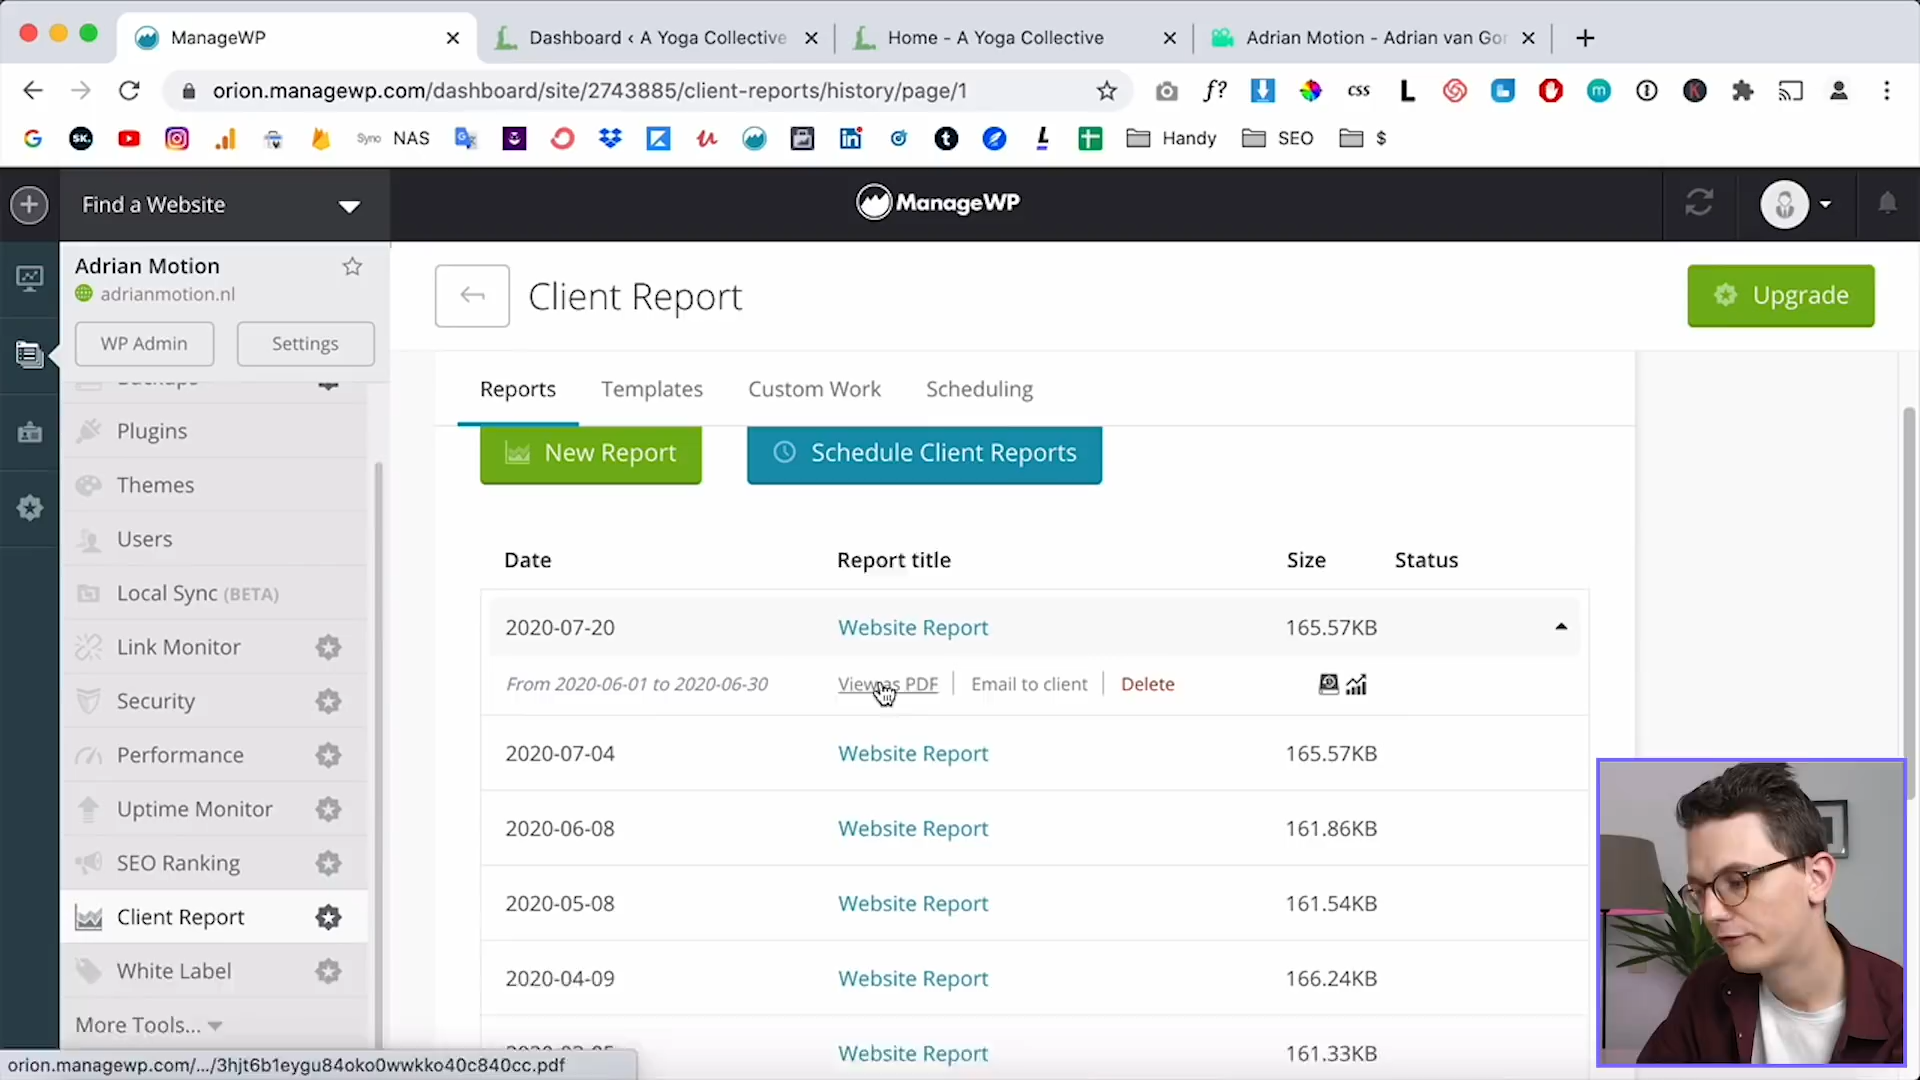 ManageWP
Dashboard ‹ A Yoga Collective
Home - A Yoga Collective
Adrian Motion - Adrian van Gor
orion.managewp.com/dashboard/site/2743885/client-reports/history/page/1
f?
CSS
L
SK.
Syno NAS
Handy
SEO
$
Find a Website
ManageWP
Adrian Motion
adrianmotion.nl
WP Admin
Settings
Client Report
Upgrade
Backups
Plugins
Themes
Users
Local Sync (BETA)
Link Monitor
Security
Performance
Uptime Monitor
SEO Ranking
Client Report
White Label
More Tools...
Reports
Templates
Custom Work
Scheduling
New Report
Schedule Client Reports
Date
Report title
Size
Status
2020-07-20
Website Report
165.57KB
From 2020-06-01 to 2020-06-30
View as PDF
Email to client
Delete
2020-07-04
Website Report
165.57KB
2020-06-08
Website Report
161.86KB
2020-05-08
Website Report
161.54KB
2020-04-09
Website Report
166.24KB
Website Report
161.33KB
orion.managewp.com/.../3hjt6b1eygu84oko0wwkko40c840cc.pdf